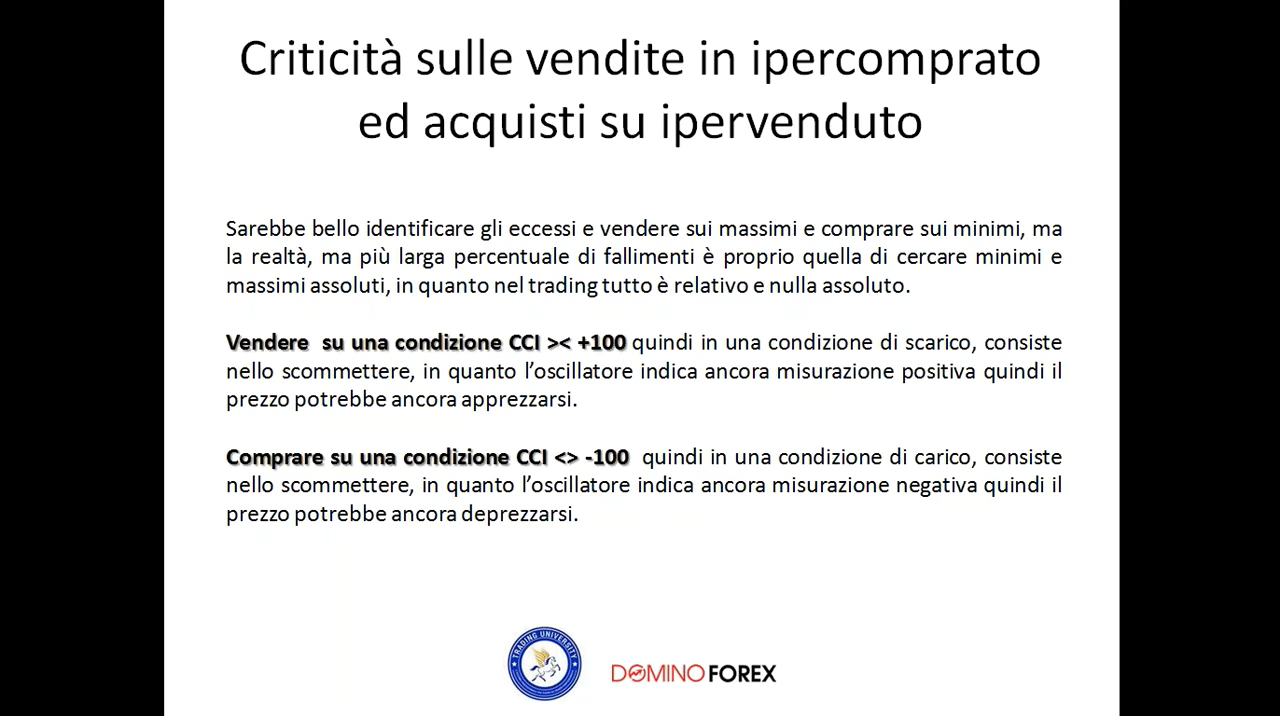 Criticità sulle vendite in ipercomprato
ed acquisti su ipervenduto
Sarebbe bello identificare gli eccessi e vendere sui massimi e comprare sui minimi, ma
la realtà, ma più larga percentuale di fallimenti è proprio quella di cercare minimi e
massimi assoluti, in quanto nel trading tutto è relativo e nulla assoluto.
Vendere su una condizione CCI >< +100 quindi in una condizione di scarico, consiste
nello scommettere, in quanto l’oscillatore indica ancora misurazione positiva quindi il
prezzo potrebbe ancora apprezzarsi.
Comprare su una condizione CCI <> -100 quindi in una condizione di carico, consiste
nello scommettere, in quanto l’oscillatore indica ancora misurazione negativa quindi il
prezzo potrebbe ancora deprezzarsi.
TRADING UNIVERSITY
DOMINO FOREX